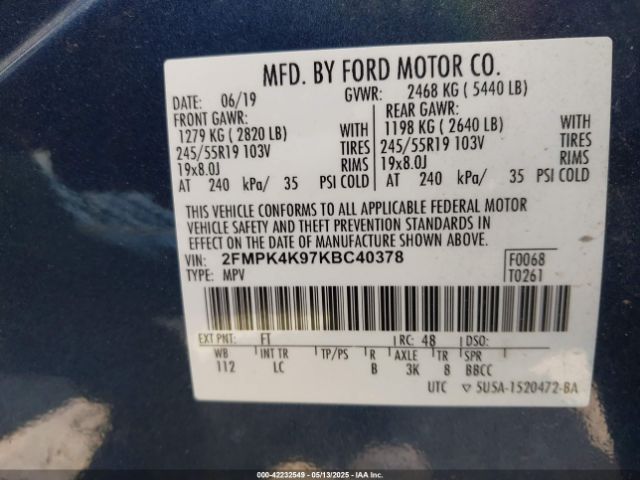 MFD. BY FORD MOTOR CO.
DATE: 06/19 GVWR: 2468 KG ( 5440 LB)
FRONT GAWR: REAR GAWR:
1279 KG ( 2820 LB) WITH 1198 KG ( 2640 LB) WITH
245/55R19 103V TIRES 245/55R19 103V TIRES
19x8.0J RIMS 19x8.0J RIMS
AT 240 kPa/ 35 PSI COLD AT 240 kPa/ 35 PSI COLD
THIS VEHICLE CONFORMS TO ALL APPLICABLE FEDERAL MOTOR
VEHICLE SAFETY AND THEFT PREVENTION STANDARDS IN
EFFECT ON THE DATE OF MANUFACTURE SHOWN ABOVE.
VIN: 2FMPK4K97KBC40378 F0068
TYPE: MPV T0261
EXT PNT: FT RC: 48 DSO:
WB INT TR TP/PS R AXLE TR SPR
112 LC B 3K 8 BBCC
UTC ▽ 5U5A-1520472-BA
00-42232549 - 05/13/2025 - IAAI.COM